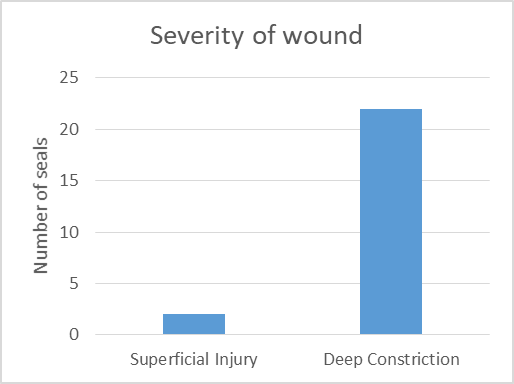 Severity of wound
Number of seals
25
20
15
10
5
0
Superficial Injury
Deep Constriction